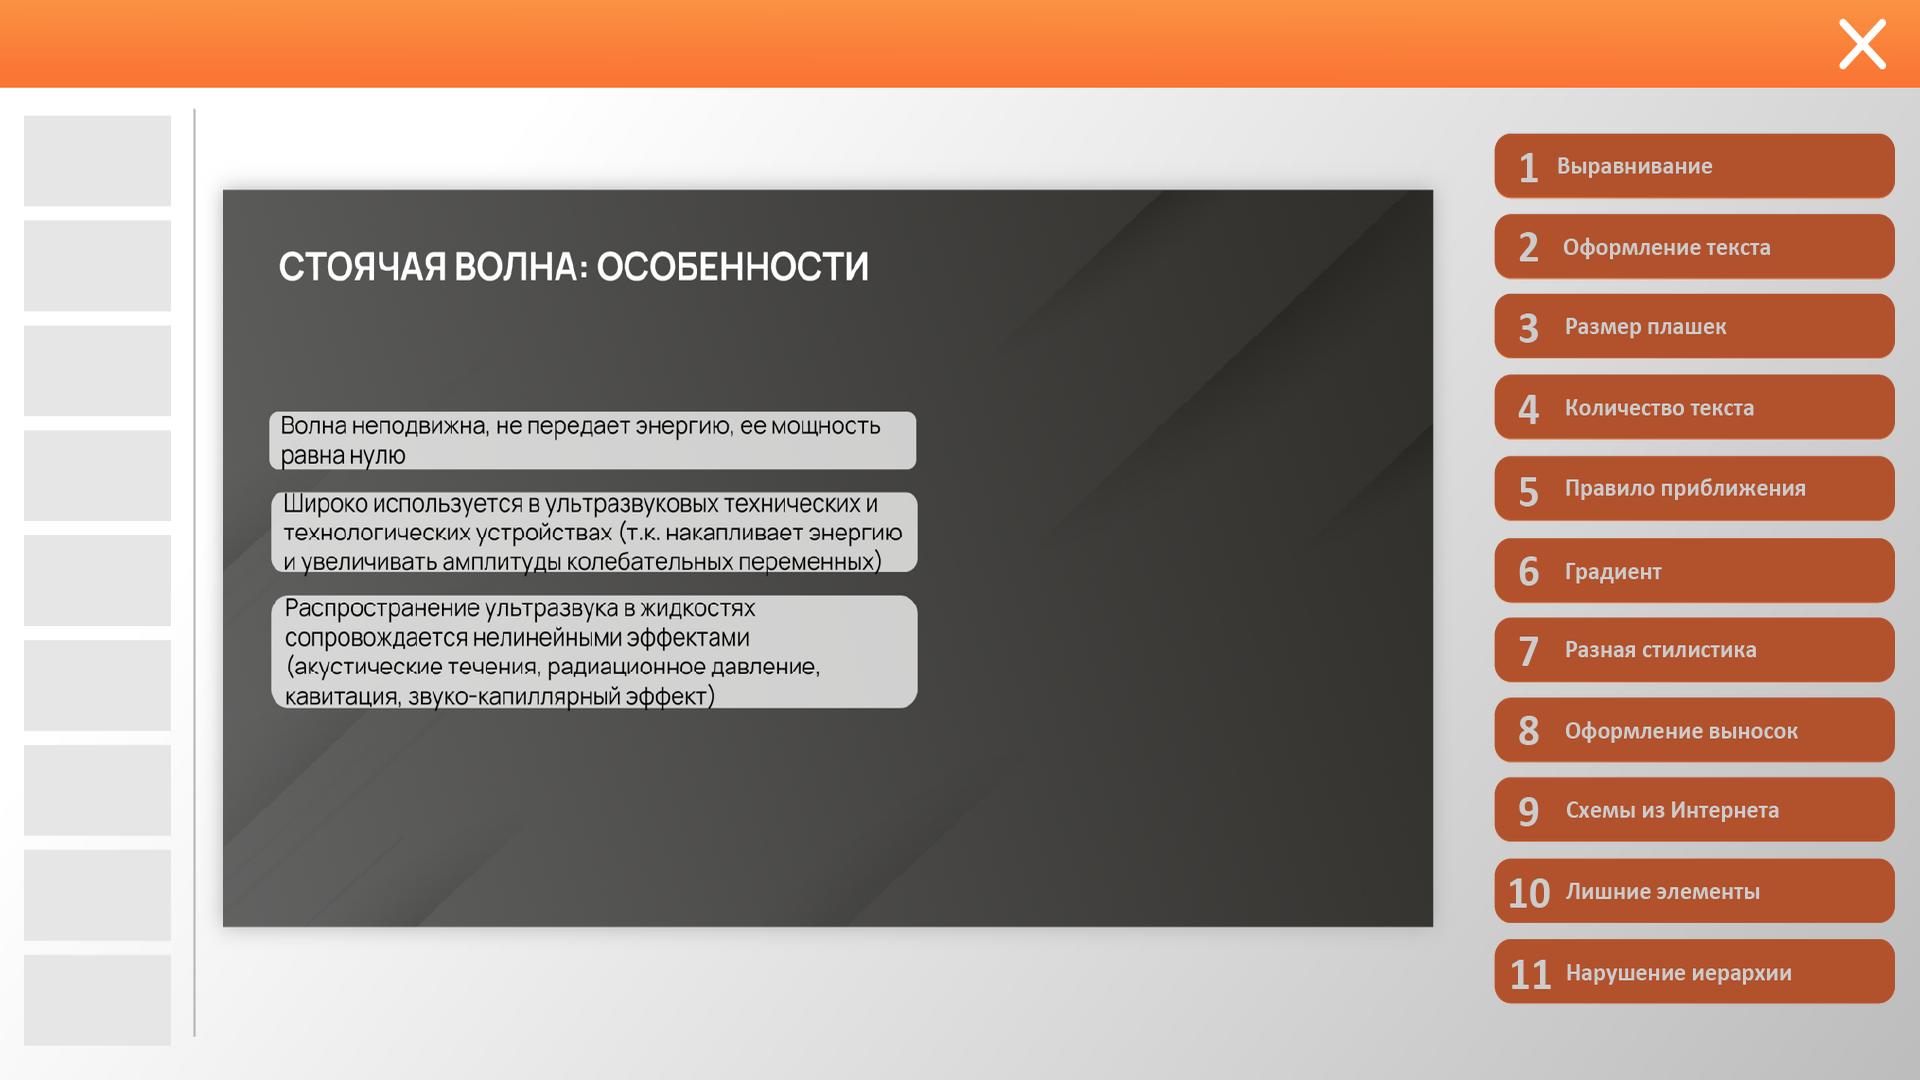 СТОЯЧАЯ ВОЛНА: ОСОБЕННОСТИ
Волна неподвижна, не передает энергию, ее мощность
равна нулю
Широко используется в ультразвуковых технических и
технологических устройствах (т.к. накапливает энергию
и увеличивать амплитуды колебательных переменных)
Распространение ультразвука в жидкостях
сопровождается нелинейными эффектами
(акустические течения, радиационное давление,
кавитация, звуко-капиллярный эффект)
1 Выравнивание
2 Оформление текста
3 Размер плашек
4 Количество текста
5 Правило приближения
6 Градиент
7 Разная стилистика
8 Оформление выносок
9 Схемы из Интернета
10 Лишние элементы
11 Нарушение иерархии